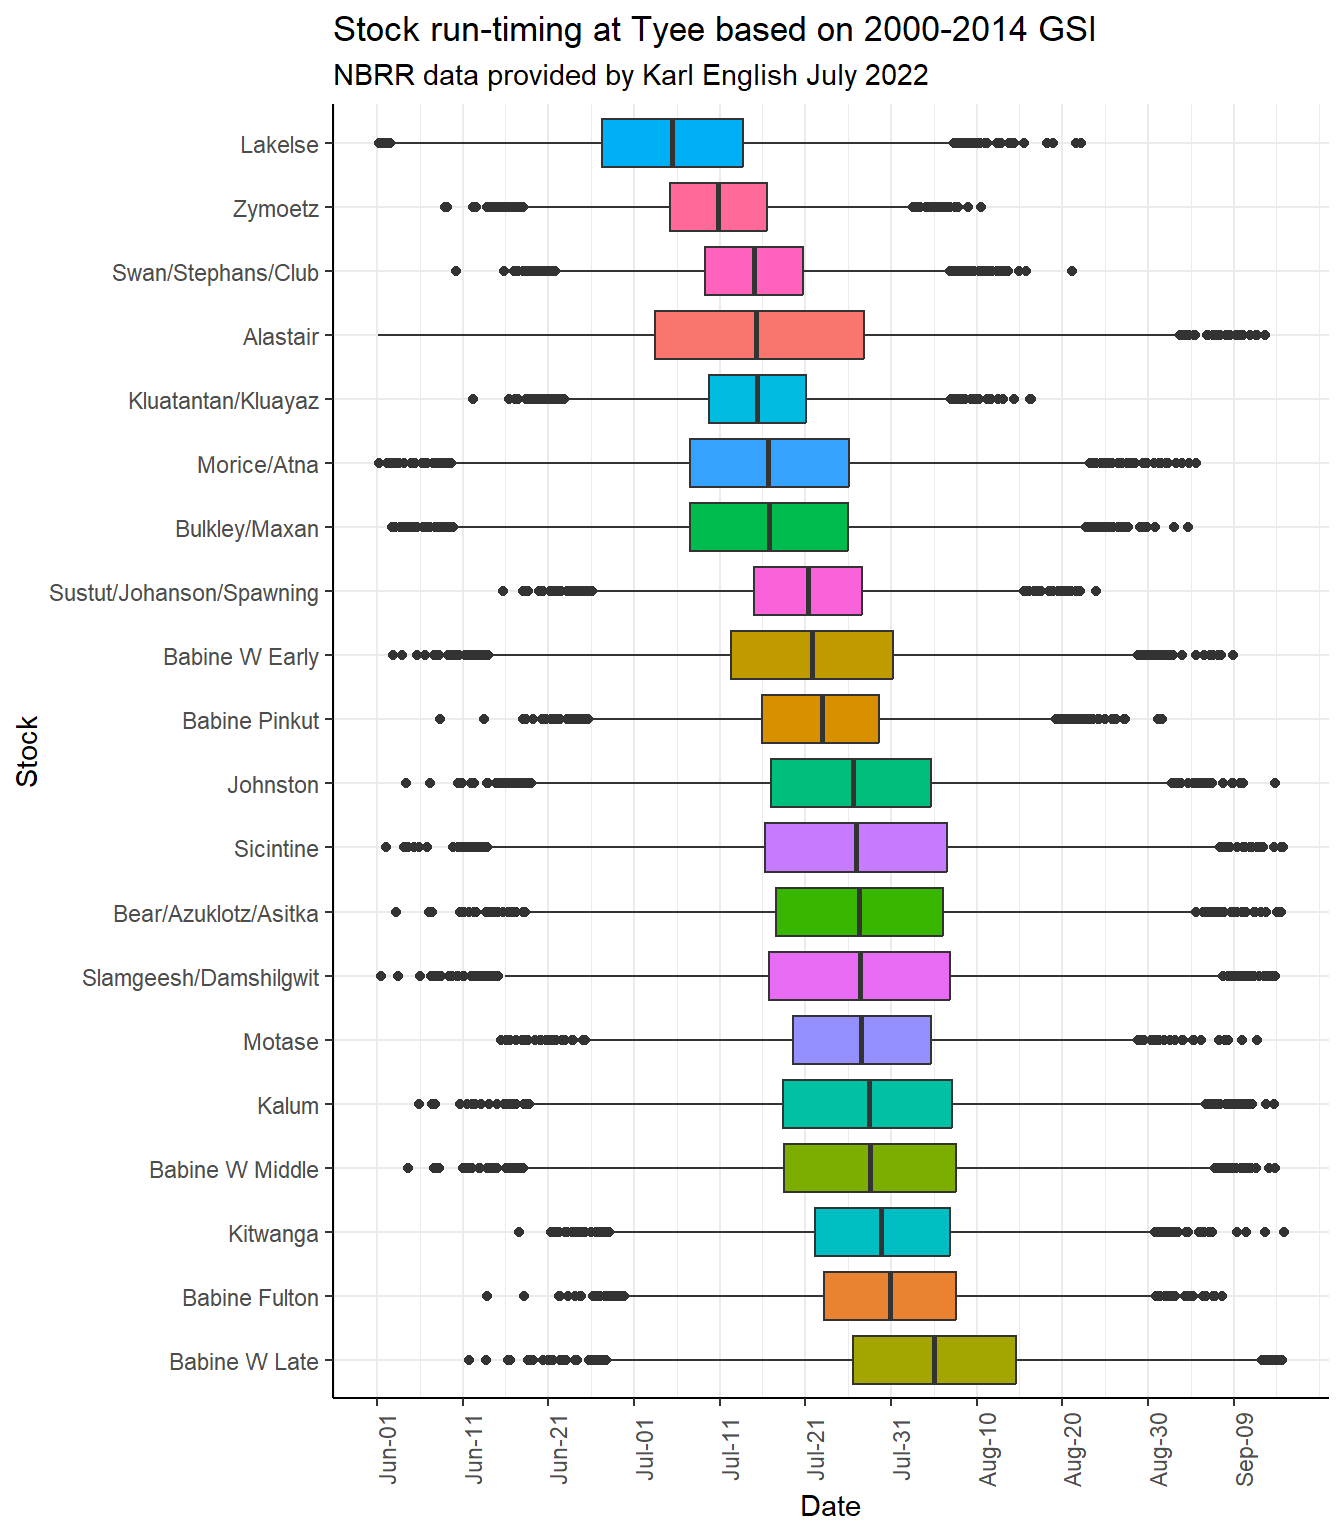 Stock run-timing at Tyee based on 2000-2014 GSI
NBRR data provided by Karl English July 2022
Stock
Lakelse
Zymoetz
Swan/Stephans/Club
Alastair
Kluatantan/Kluayaz
Morice/Atna
Bulkley/Maxan
Sustut/Johanson/Spawning
Babine W Early
Babine Pinkut
Johnston
Sicintine
Bear/Azuklotz/Asitka
Slamgeesh/Damshilgwit
Motase
Kalum
Babine W Middle
Kitwanga
Babine Fulton
Babine W Late
Jun-01
Jun-11
Jun-21
Jul-01
Jul-11
Jul-21
Jul-31
Aug-10
Aug-20
Aug-30
Sep-09
Date